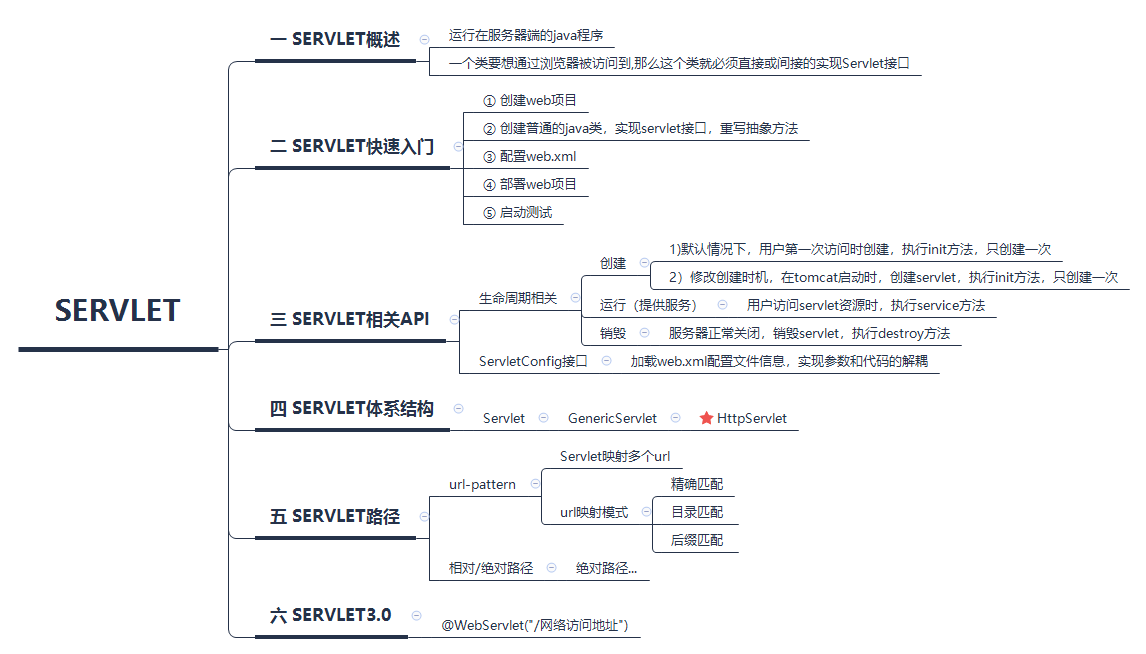 SERVLET
一 SERVLET概述
运行在服务器端的java程序
一个类要想通过浏览器被访问到,那么这个类就必须直接或间接的实现Servlet接口
二 SERVLET快速入门
① 创建web项目
② 创建普通的java类，实现servlet接口，重写抽象方法
③ 配置web.xml
④ 部署web项目
⑤ 启动测试
三 SERVLET相关API
生命周期相关
创建
1)默认情况下，用户第一次访问时创建，执行init方法，只创建一次
2）修改创建时机，在tomcat启动时，创建servlet，执行init方法，只创建一次
运行（提供服务）
用户访问servlet资源时，执行service方法
销毁
服务器正常关闭，销毁servlet，执行destroy方法
ServletConfig接口
加载web.xml配置文件信息，实现参数和代码的解耦
四 SERVLET体系结构
Servlet
GenericServlet
HttpServlet
五 SERVLET路径
url-pattern
Servlet映射多个url
url映射模式
精确匹配
目录匹配
后缀匹配
相对/绝对路径
绝对路径...
六 SERVLET3.0
@WebServlet("/网络访问地址")